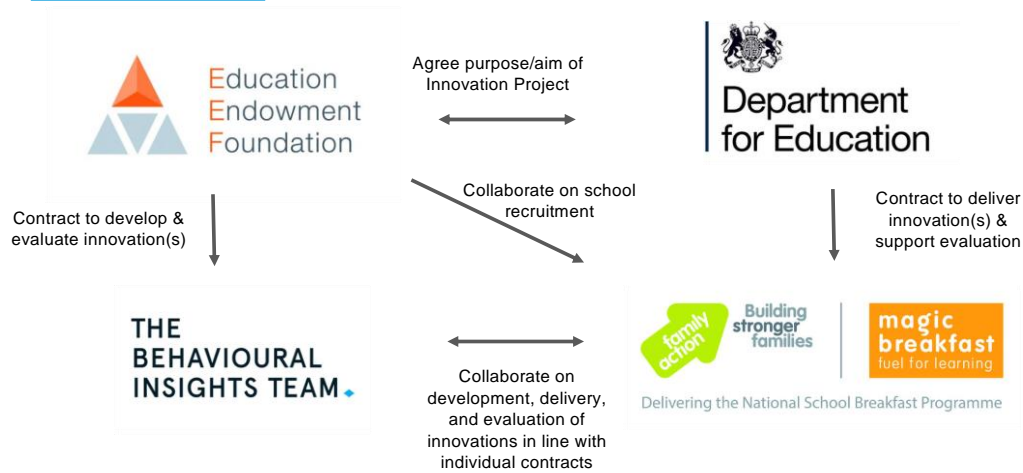 Education
Endowment
Foundation
Agree purpose/aim of
Innovation Project
Department
for Education
Contract to develop &
evaluate innovation(s)
Collaborate on school
recruitment
Contract to deliver
innovation(s) &
support evaluation
THE
BEHAVIOURAL
INSIGHTS TEAM
Collaborate on
development, delivery,
and evaluation of
innovations in line with
individual contracts
family
action
Building
stronger
families
magic
breakfast
fuel for learning
Delivering the National School Breakfast Programme